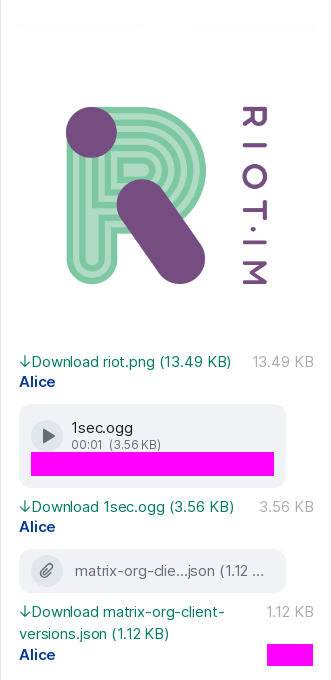 RIOT.IM
↓Download riot.png (13.49 KB) 13.49 KB
Alice
1sec.ogg
00:01 (3.56 KB)
↓Download 1sec.ogg (3.56 KB) 3.56 KB
Alice
matrix-org-clie...json (1.12 ...
↓Download matrix-org-client- 1.12 KB
versions.json (1.12 KB)
Alice